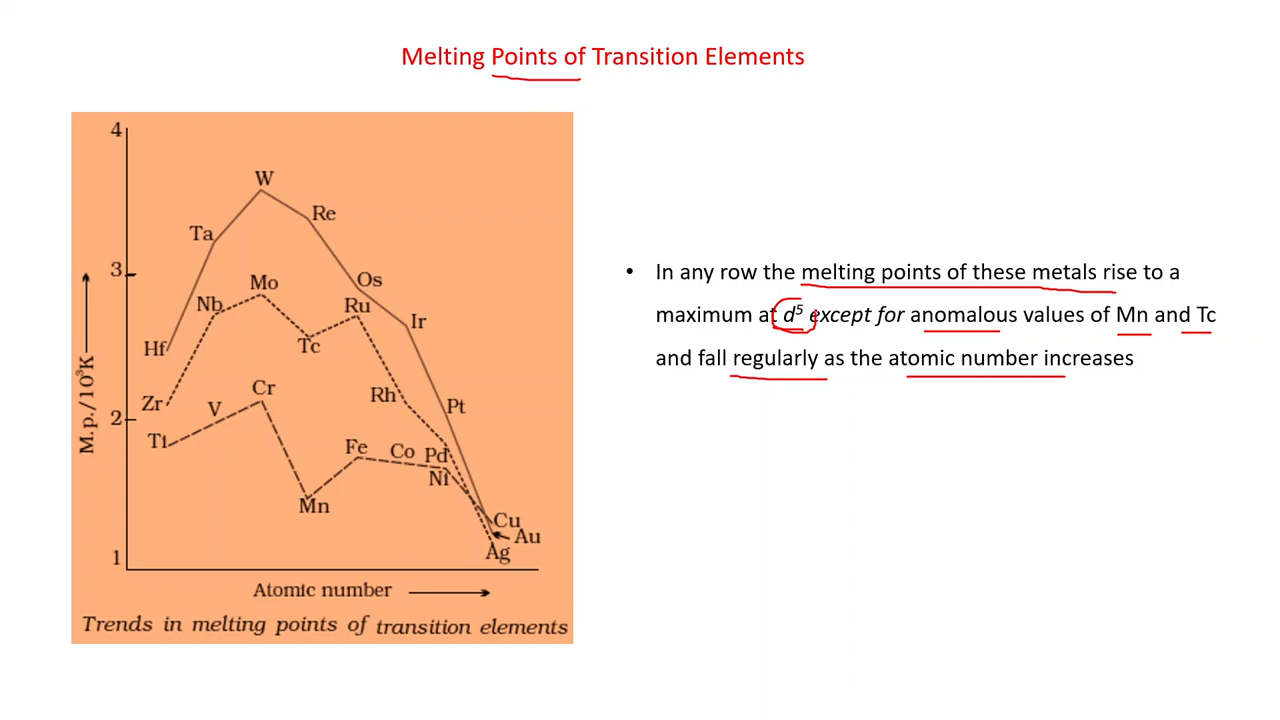 Melting Points of Transition Elements
4
W
Re
Ta
3
Os
Mo
Nb
Ru
Ir
Hf
Tc
Rh
Zr
Cr
V
Pt
2
Ti
Fe
Co
Pd
Ni
Mn
Cu
Au
Ag
1
M.p./10³K
Atomic number
Trends in melting points of transition elements
• In any row the melting points of these metals rise to a
maximum at d⁵ except for anomalous values of Mn and Tc
and fall regularly as the atomic number increases